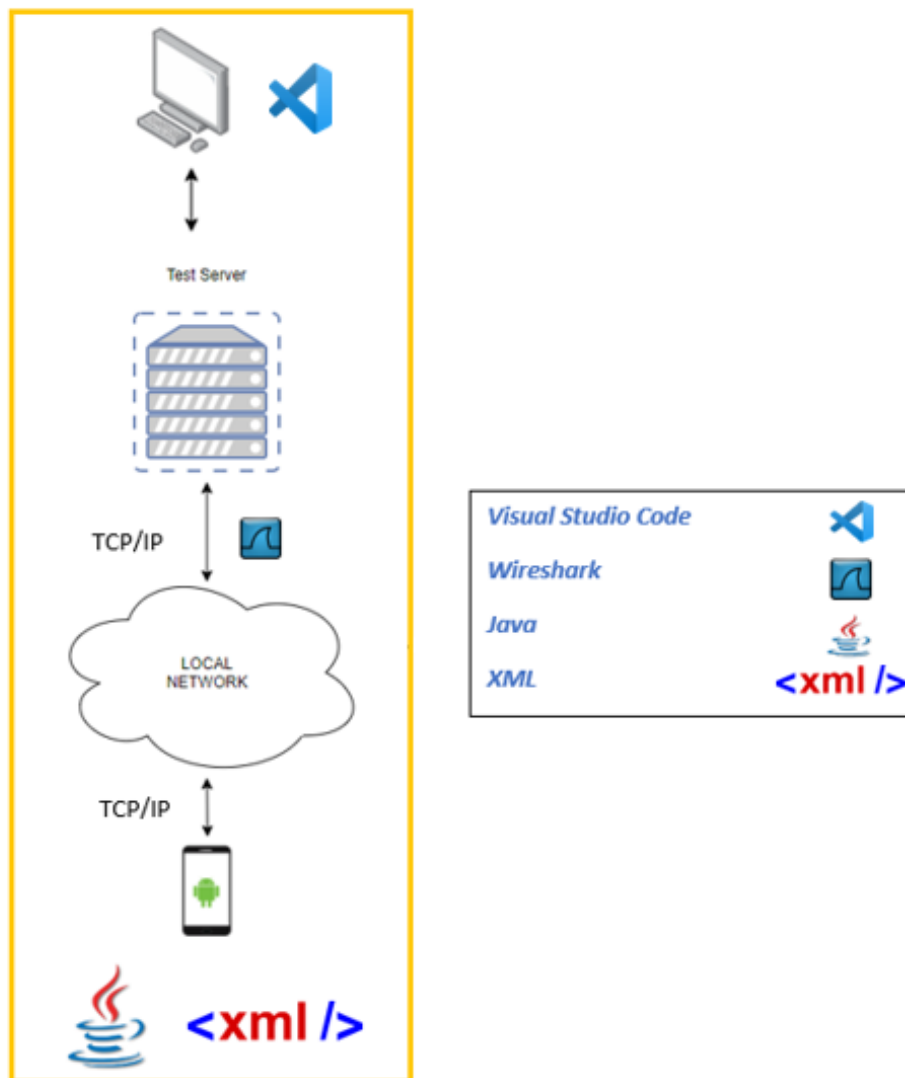 Test Server
TCP/IP
LOCAL
NETWORK
TCP/IP
<xml />
Visual Studio Code
Wireshark
Java
XML
<xml />